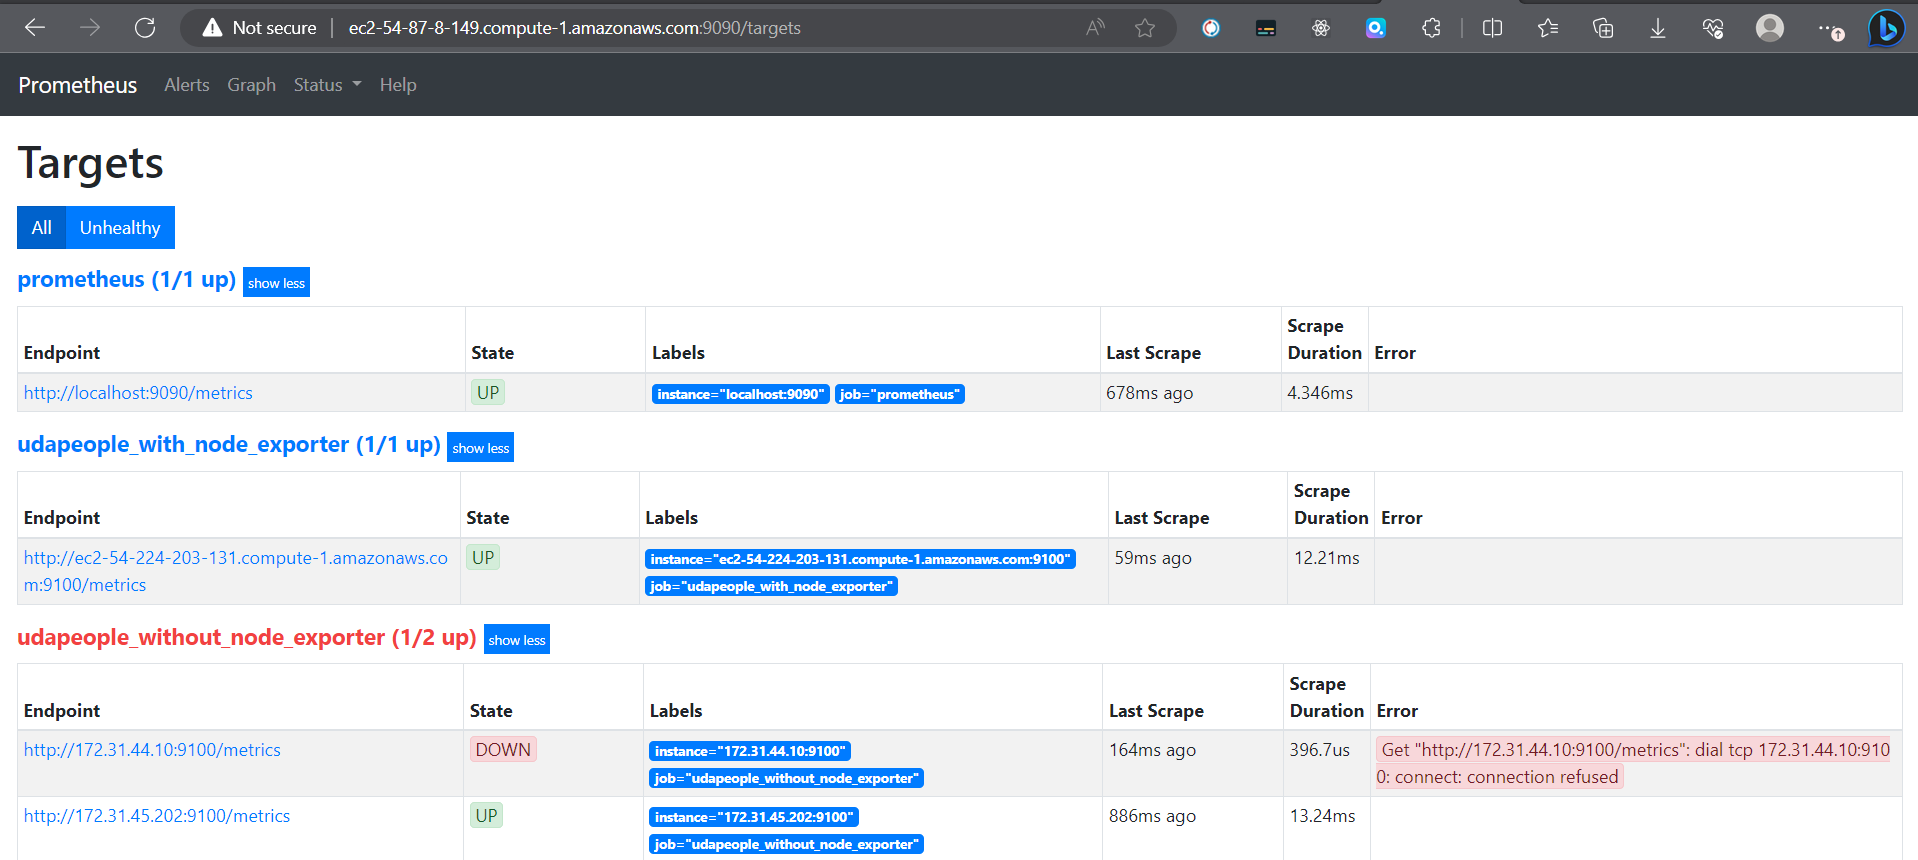 Not secure ec2-54-87-8-149.compute-1.amazonaws.com:9090/targets
Prometheus Alerts Graph Status Help
Targets
All Unhealthy
prometheus (1/1 up) show less
Endpoint State Labels Last Scrape Scrape Duration Error
http://localhost:9090/metrics UP instance="localhost:9090" job="prometheus" 678ms ago 4.346ms
udapeople_with_node_exporter (1/1 up) show less
Endpoint State Labels Last Scrape Scrape Duration Error
http://ec2-54-224-203-131.compute-1.amazonaws.co UP instance="ec2-54-224-203-131.compute-1.amazonaws.com:9100" 59ms ago 12.21ms
m:9100/metrics job="udapeople_with_node_exporter"
udapeople_without_node_exporter (1/2 up) show less
Endpoint State Labels Last Scrape Scrape Duration Error
http://172.31.44.10:9100/metrics DOWN instance="172.31.44.10:9100" 164ms ago 396.7us Get "http://172.31.44.10:9100/metrics": dial tcp 172.31.44.10:910
job="udapeople_without_node_exporter" 0: connect: connection refused
http://172.31.45.202:9100/metrics UP instance="172.31.45.202:9100" 886ms ago 13.24ms
job="udapeople_without_node_exporter"